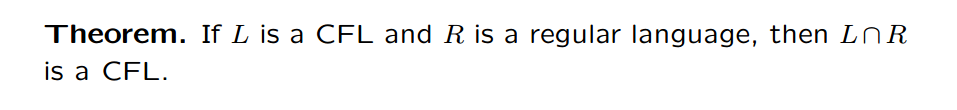 Theorem. If L is a CFL and R is a regular language, then L∩R
is a CFL.